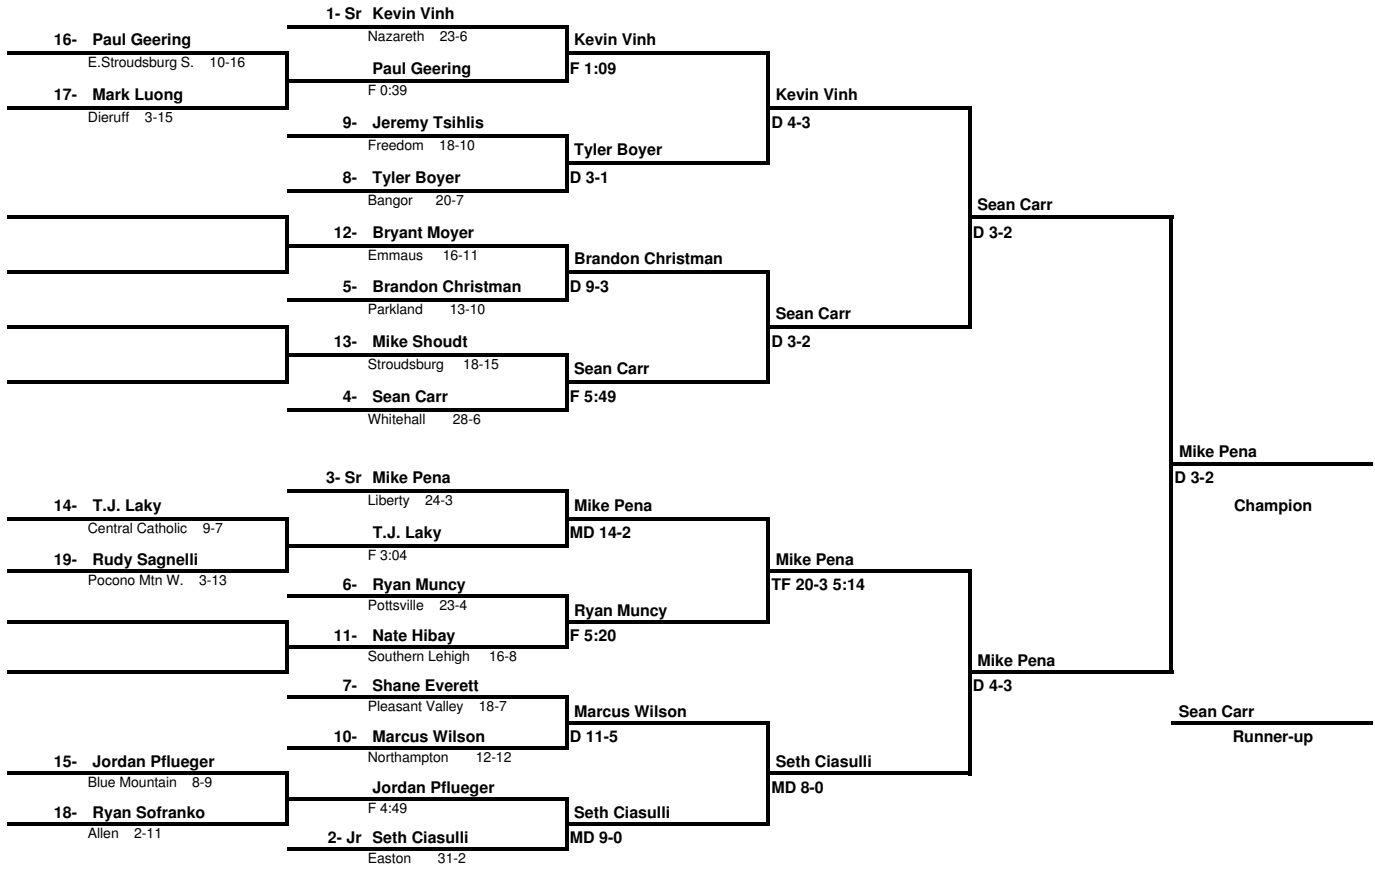 1- Sr Kevin Vinh
Nazareth 23-6
16- Paul Geering
E.Stroudsburg S. 10-16
Kevin Vinh
F 1:09
Paul Geering
F 0:39
17- Mark Luong
Dieruff 3-15
Kevin Vinh
D 4-3
9- Jeremy Tsihlis
Freedom 18-10
Tyler Boyer
D 3-1
8- Tyler Boyer
Bangor 20-7
Sean Carr
D 3-2
12- Bryant Moyer
Emmaus 16-11
Brandon Christman
D 9-3
5- Brandon Christman
Parkland 13-10
Sean Carr
D 3-2
13- Mike Shoudt
Stroudsburg 18-15
Sean Carr
F 5:49
4- Sean Carr
Whitehall 28-6
Mike Pena
D 3-2
Champion
3- Sr Mike Pena
Liberty 24-3
14- T.J. Laky
Central Catholic 9-7
Mike Pena
MD 14-2
T.J. Laky
F 3:04
19- Rudy Sagnelli
Pocono Mtn W. 3-13
Mike Pena
TF 20-3 5:14
6- Ryan Muncy
Pottsville 23-4
Ryan Muncy
F 5:20
11- Nate Hibay
Southern Lehigh 16-8
Mike Pena
D 4-3
7- Shane Everett
Pleasant Valley 18-7
Marcus Wilson
D 11-5
Sean Carr
Runner-up
10- Marcus Wilson
Northampton 12-12
15- Jordan Pflueger
Blue Mountain 8-9
Seth Ciasulli
MD 8-0
Jordan Pflueger
F 4:49
18- Ryan Sofranko
Allen 2-11
Seth Ciasulli
MD 9-0
2- Jr Seth Ciasulli
Easton 31-2